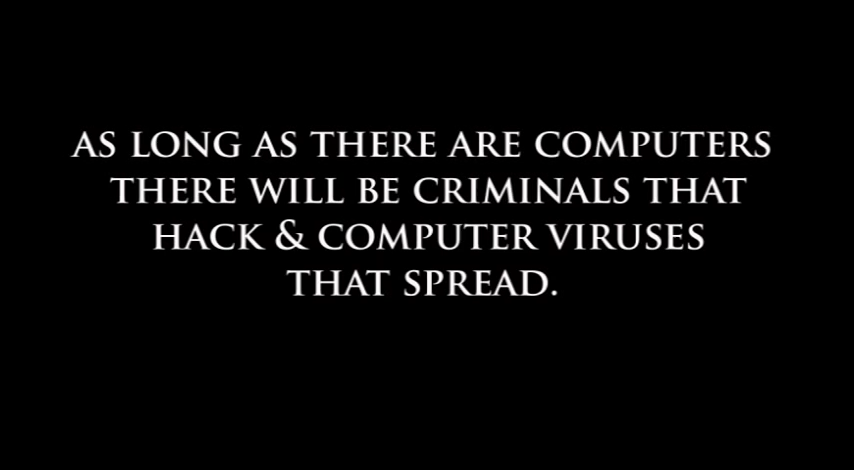 AS LONG AS THERE ARE COMPUTERS
THERE WILL BE CRIMINALS THAT
HACK & COMPUTER VIRUSES
THAT SPREAD.